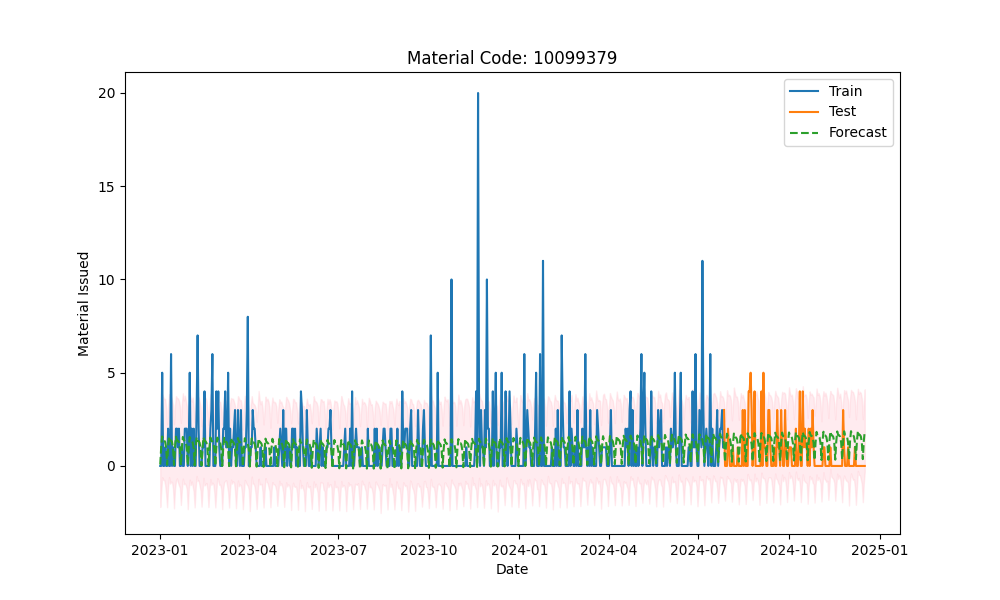 Material Code: 10099379
Train
Test
Forecast
Material Issued
20
15
10
5
0
2023-01 2023-04 2023-07 2023-10 2024-01 2024-04 2024-07 2024-10 2025-01
Date